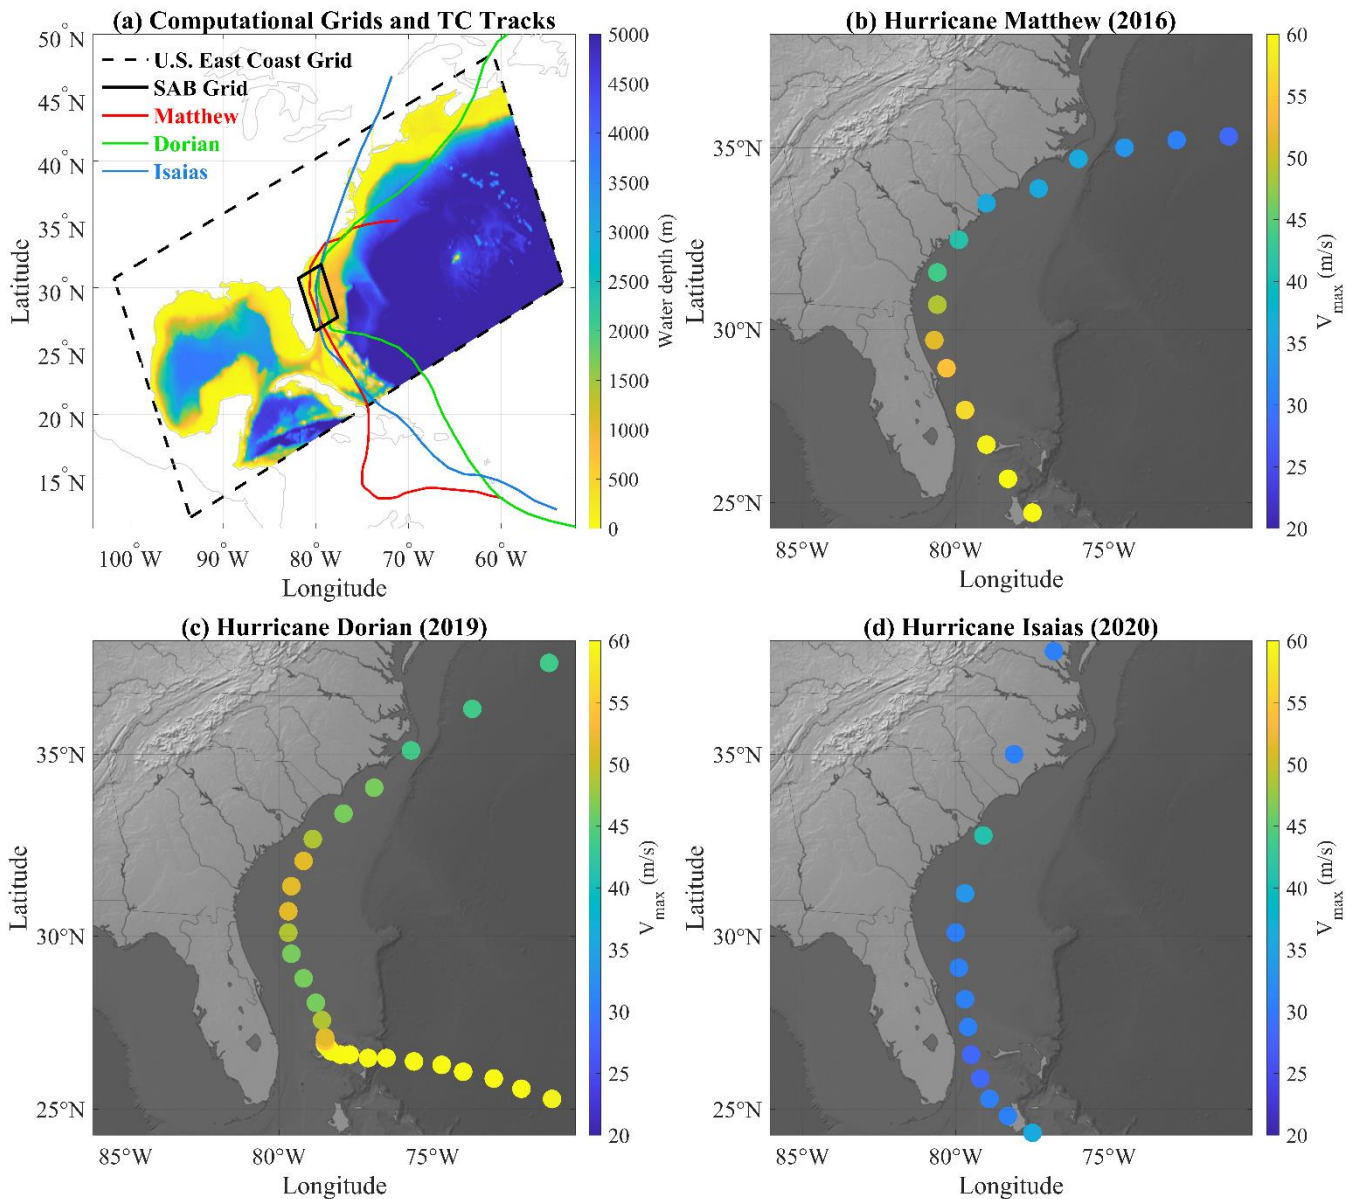 (a) Computational Grids and TC Tracks
50°N
45°N
40°N
35°N
30°N
25°N
20°N
15°N
Latitude
U.S. East Coast Grid
SAB Grid
Matthew
Dorian
Isaias
100°W
90°W
80°W
70°W
60°W
Longitude
5000
4500
4000
3500
3000
2500
2000
1500
1000
500
0
Water depth (m)
(b) Hurricane Matthew (2016)
35°N
30°N
25°N
Latitude
85°W
80°W
75°W
Longitude
60
55
50
45
40
35
30
25
20
Vmax (m/s)
(c) Hurricane Dorian (2019)
35°N
30°N
25°N
Latitude
85°W
80°W
75°W
Longitude
60
55
50
45
40
35
30
25
20
Vmax (m/s)
(d) Hurricane Isaias (2020)
35°N
30°N
25°N
Latitude
85°W
80°W
75°W
Longitude
60
55
50
45
40
35
30
25
20
Vmax (m/s)